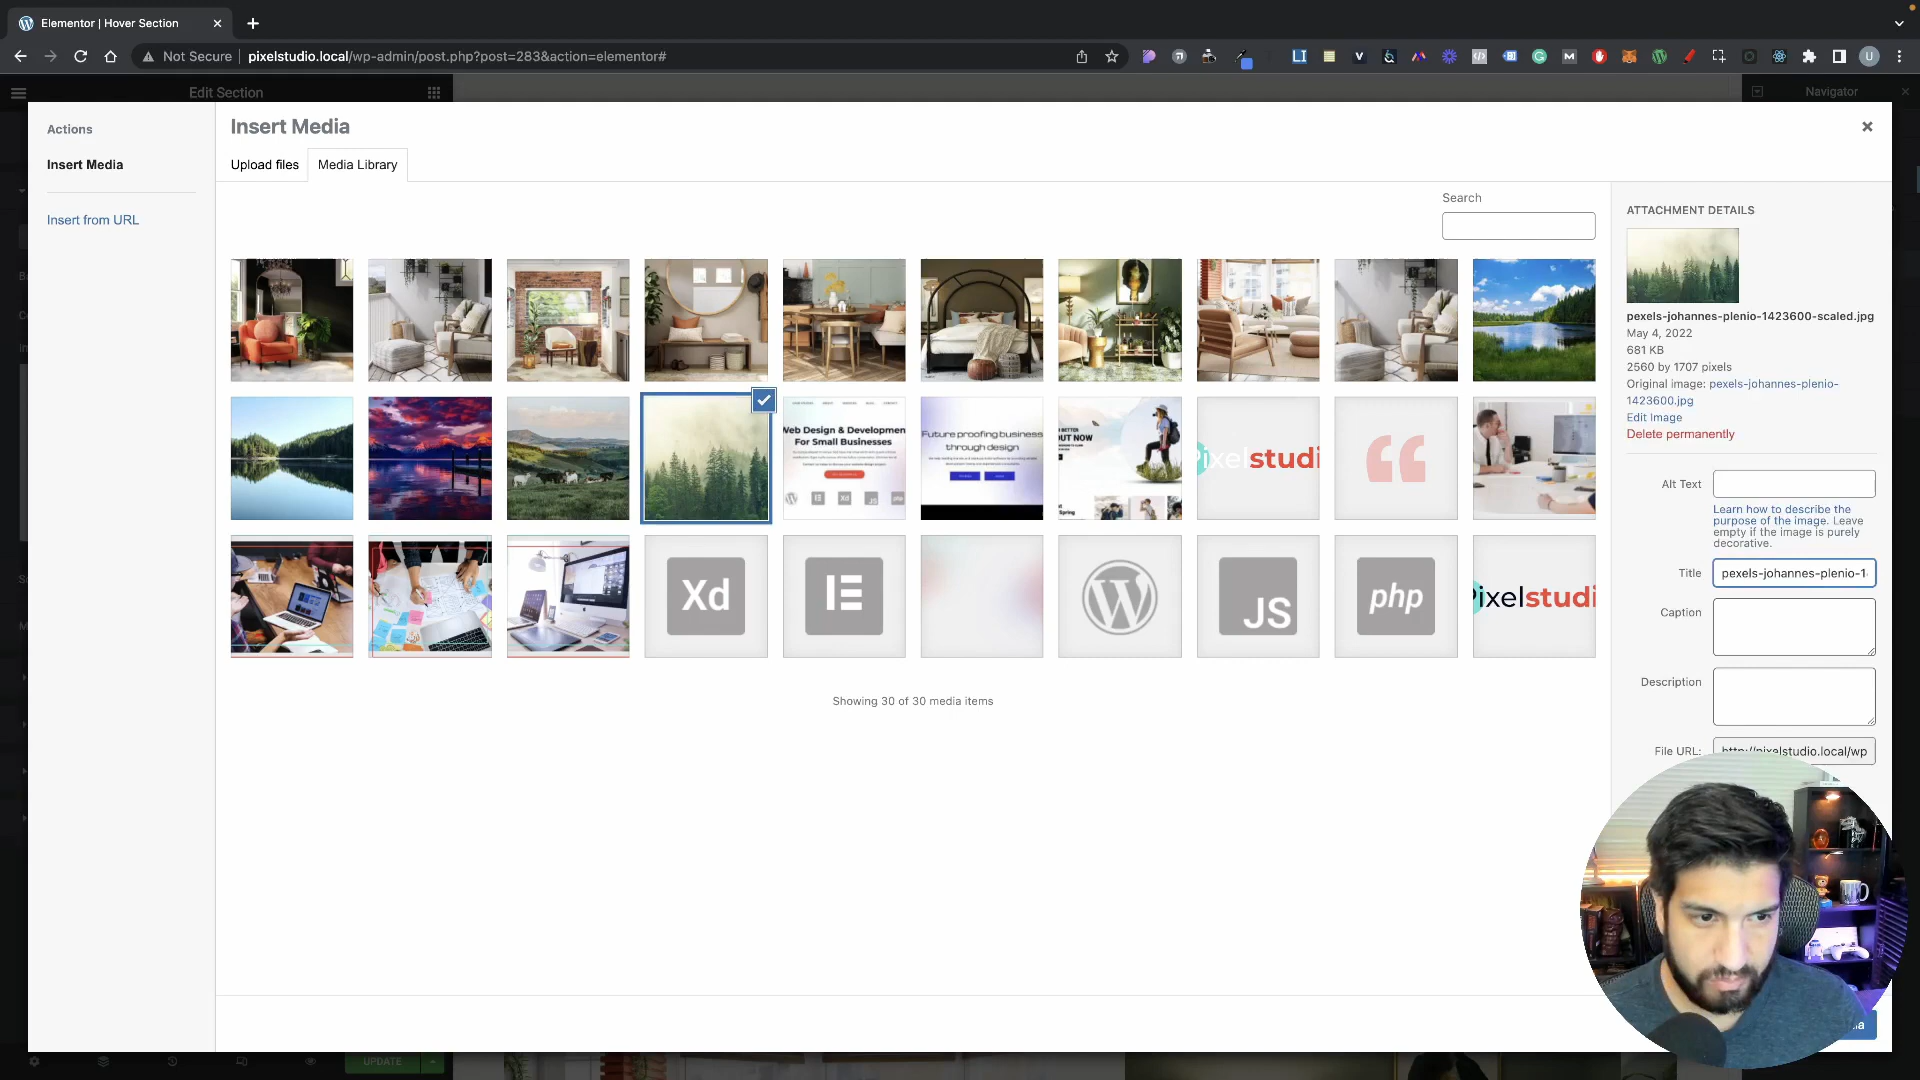 Elementor | Hover Section
Not Secure
pixelstudio.local/wp-admin/post.php?post=283&action=elementor#
U
Edit Section
Navigator
Actions
Insert Media
Insert from URL
Insert Media
Upload files
Media Library
Search
Web Design & Development
For Small Businesses
Future proofing business
through design
OUT NOW
Spring
Pixelstudi
Xd
JS
php
Pixelstudi
Showing 30 of 30 media items
ATTACHMENT DETAILS
pexels-johannes-plenio-1423600-scaled.jpg
May 4, 2022
681 KB
2560 by 1707 pixels
Original image: pexels-johannes-plenio-
1423600.jpg
Edit Image
Delete permanently
Alt Text
Learn how to describe the
purpose of the image. Leave
empty if the image is purely
decorative.
Title
pexels-johannes-plenio-1
Caption
Description
File URL:
http://pixelstudio.local/wp
UPDATE